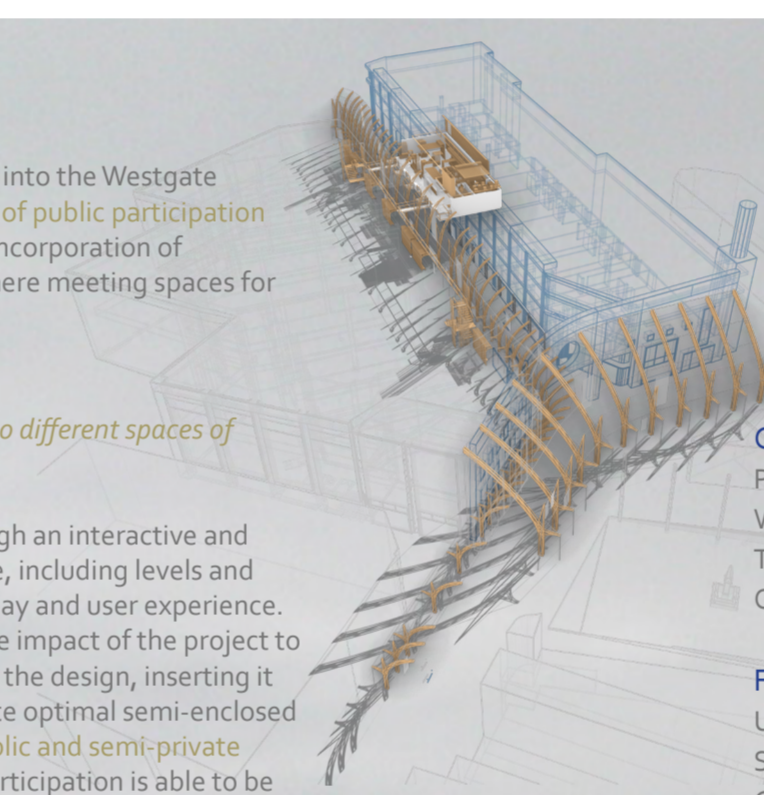 into the Westgate
of public participation
ncorporation of
ere meeting spaces for
o different spaces of
gh an interactive and
e, including levels and
ay and user experience.
e impact of the project to
the design, inserting it
te optimal semi-enclosed
lic and semi-private
rticipation is able to be